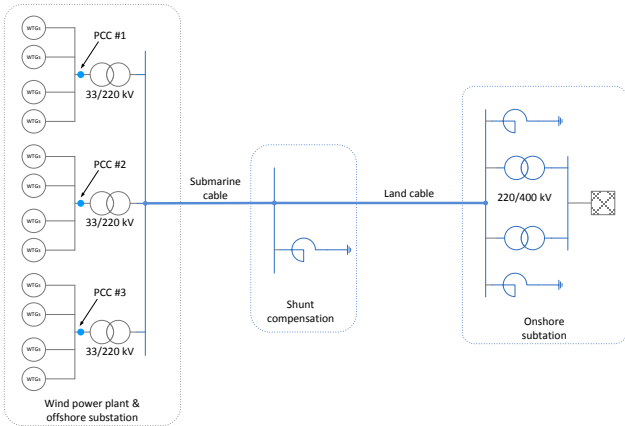 WTGs
PCC #1
WTGs
33/220 kV
WTGs
WTGs
WTGs
PCC #2
WTGs
33/220 kV
WTGs
WTGs
WTGs
PCC #3
WTGs
33/220 kV
WTGs
WTGs
Wind power plant &
offshore substation
Submarine
cable
Shunt
compensation
Land cable
220/400 kV
Onshore
subtation